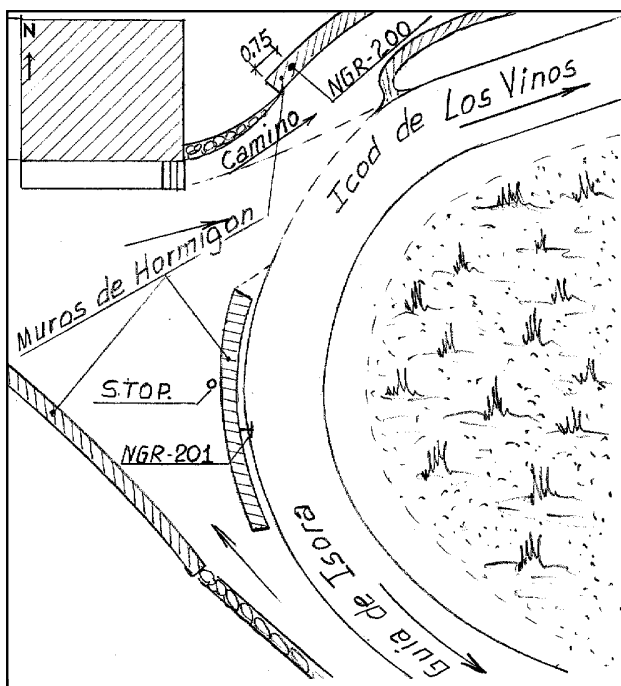 N
0.75
NGR-200
Camino
Icod de Los Vinos
Muros de Hormigon
STOP.
NGR-201
Guia de Isora